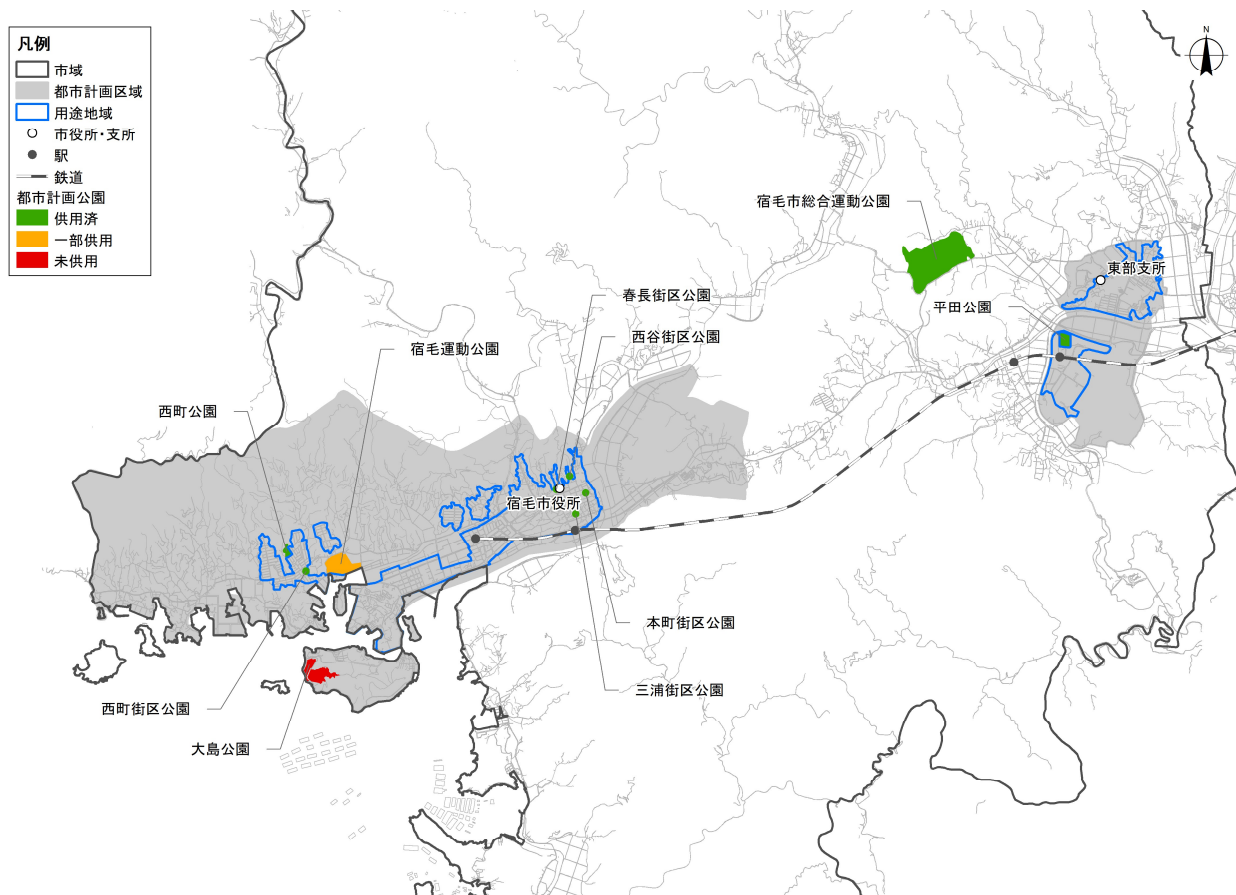 凡例
市域
都市計画区域
用途地域
市役所・支所
駅
鉄道
都市計画公園
供用済
一部供用
未供用
N
宿毛市総合運動公園
東部支所
春長街区公園
平田公園
西谷街区公園
宿毛運動公園
西町公園
宿毛市役所
本町街区公園
三浦街区公園
西町街区公園
大島公園